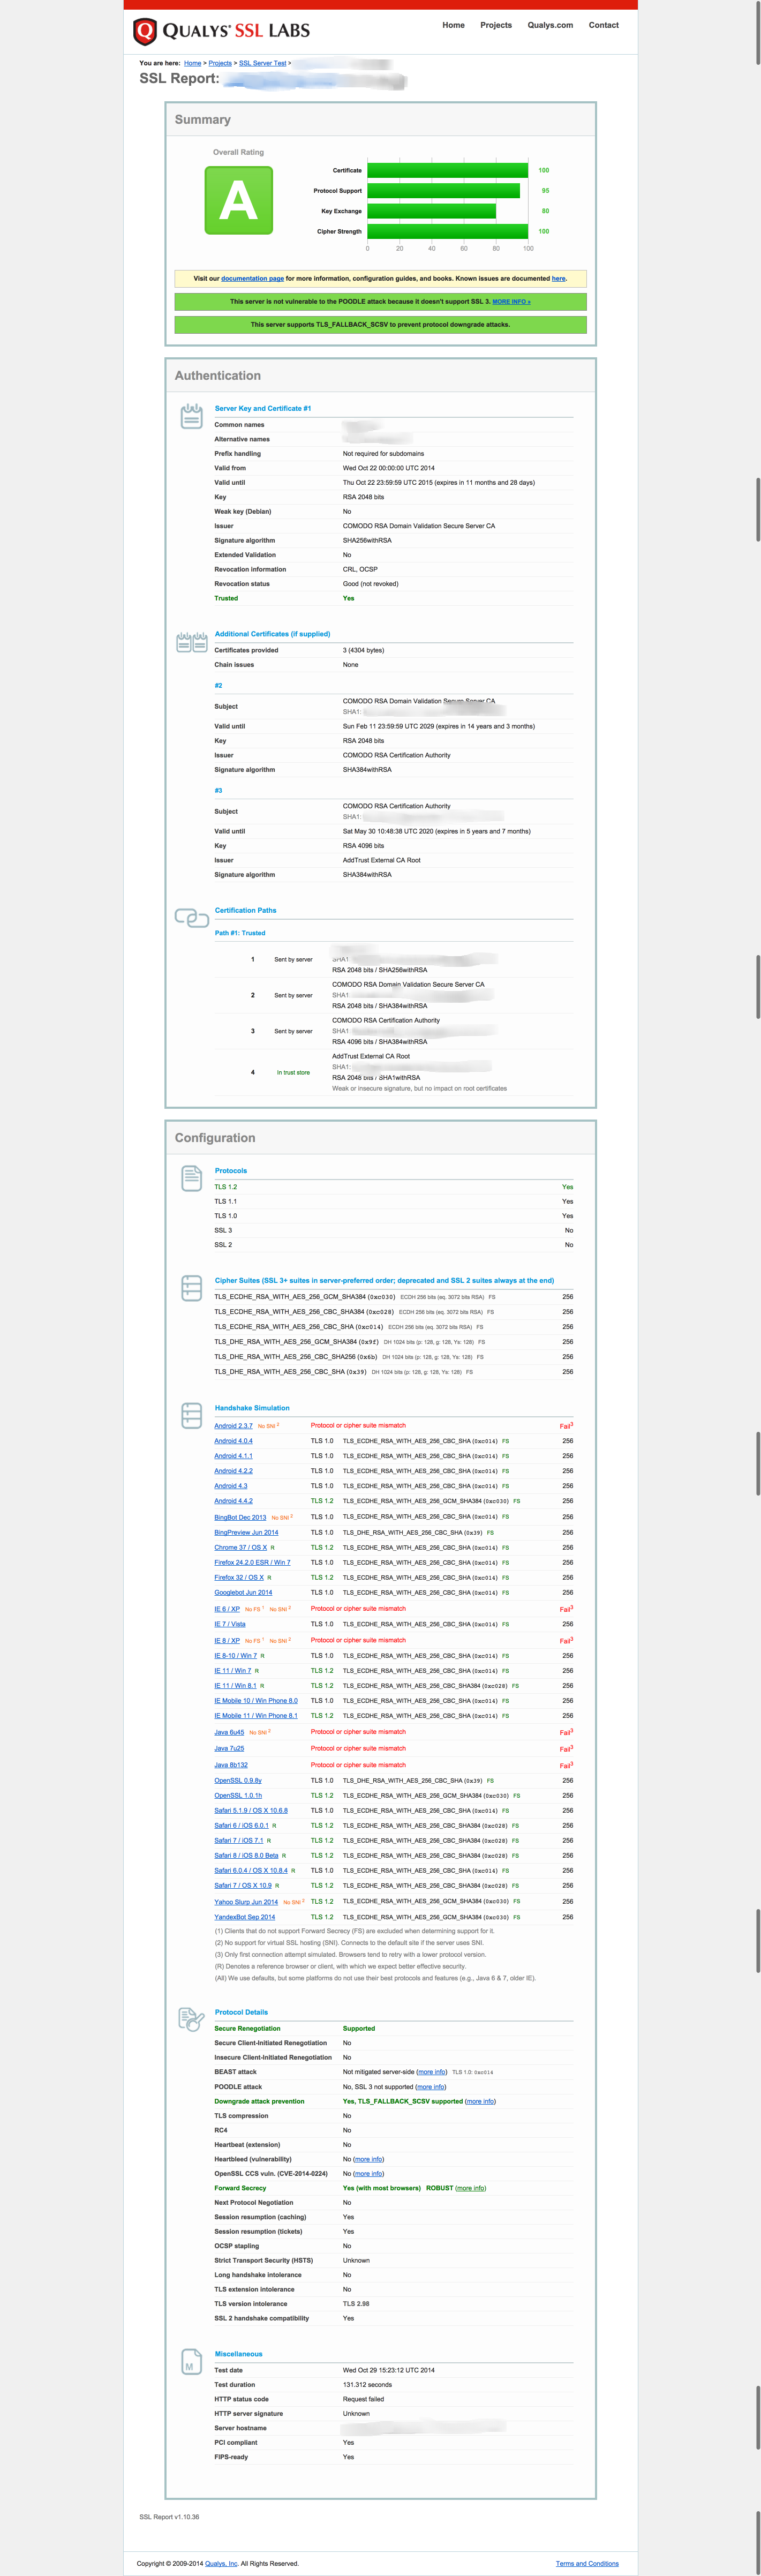 QUALYS® SSL LABS
Home Projects Qualys.com Contact
You are here: Home > Projects > SSL Server Test >
SSL Report:
Summary
Overall Rating
A
Certificate 100
Protocol Support 95
Key Exchange 80
Cipher Strength 100
0 20 40 60 80 100
Visit our documentation page for more information, configuration guides, and books. Known issues are documented here.
This server is not vulnerable to the POODLE attack because it doesn't support SSL 3. MORE INFO »
This server supports TLS_FALLBACK_SCSV to prevent protocol downgrade attacks.
Authentication
Server Key and Certificate #1
Common names
Alternative names
Prefix handling Not required for subdomains
Valid from Wed Oct 22 00:00:00 UTC 2014
Valid until Thu Oct 22 23:59:59 UTC 2015 (expires in 11 months and 28 days)
Key RSA 2048 bits
Weak key (Debian) No
Issuer COMODO RSA Domain Validation Secure Server CA
Signature algorithm SHA256withRSA
Extended Validation No
Revocation information CRL, OCSP
Revocation status Good (not revoked)
Trusted Yes
Additional Certificates (if supplied)
Certificates provided 3 (4304 bytes)
Chain issues None
#2
Subject COMODO RSA Domain Validation Secure Server CA
SHA1:
Valid until Sun Feb 11 23:59:59 UTC 2029 (expires in 14 years and 3 months)
Key RSA 2048 bits
Issuer COMODO RSA Certification Authority
Signature algorithm SHA384withRSA
#3
Subject COMODO RSA Certification Authority
SHA1:
Valid until Sat May 30 10:48:38 UTC 2020 (expires in 5 years and 7 months)
Key RSA 4096 bits
Issuer AddTrust External CA Root
Signature algorithm SHA384withRSA
Certification Paths
Path #1: Trusted
1 Sent by server SHA1
RSA 2048 bits / SHA256withRSA
COMODO RSA Domain Validation Secure Server CA
2 Sent by server SHA1
RSA 2048 bits / SHA384withRSA
COMODO RSA Certification Authority
3 Sent by server SHA1
RSA 4096 bits / SHA384withRSA
AddTrust External CA Root
SHA1:
4 In trust store RSA 2048 bits / SHA1withRSA
Weak or insecure signature, but no impact on root certificates
Configuration
Protocols
TLS 1.2 Yes
TLS 1.1 Yes
TLS 1.0 Yes
SSL 3 No
SSL 2 No
Cipher Suites (SSL 3+ suites in server-preferred order; deprecated and SSL 2 suites always at the end)
TLS_ECDHE_RSA_WITH_AES_256_GCM_SHA384 (0xc030) ECDH 256 bits (eq. 3072 bits RSA) FS 256
TLS_ECDHE_RSA_WITH_AES_256_CBC_SHA384 (0xc028) ECDH 256 bits (eq. 3072 bits RSA) FS 256
TLS_ECDHE_RSA_WITH_AES_256_CBC_SHA (0xc014) ECDH 256 bits (eq. 3072 bits RSA) FS 256
TLS_DHE_RSA_WITH_AES_256_GCM_SHA384 (0x9f) DH 1024 bits (p: 128, g: 128, Ys: 128) FS 256
TLS_DHE_RSA_WITH_AES_256_CBC_SHA256 (0x6b) DH 1024 bits (p: 128, g: 128, Ys: 128) FS 256
TLS_DHE_RSA_WITH_AES_256_CBC_SHA (0x39) DH 1024 bits (p: 128, g: 128, Ys: 128) FS 256
Handshake Simulation
Android 2.3.7 No SNI 2 Protocol or cipher suite mismatch Fail3
Android 4.0.4 TLS 1.0 TLS_ECDHE_RSA_WITH_AES_256_CBC_SHA (0xc014) FS 256
Android 4.1.1 TLS 1.0 TLS_ECDHE_RSA_WITH_AES_256_CBC_SHA (0xc014) FS 256
Android 4.2.2 TLS 1.0 TLS_ECDHE_RSA_WITH_AES_256_CBC_SHA (0xc014) FS 256
Android 4.3 TLS 1.0 TLS_ECDHE_RSA_WITH_AES_256_CBC_SHA (0xc014) FS 256
Android 4.4.2 TLS 1.2 TLS_ECDHE_RSA_WITH_AES_256_GCM_SHA384 (0xc030) FS 256
BingBot Dec 2013 No SNI 2 TLS 1.0 TLS_ECDHE_RSA_WITH_AES_256_CBC_SHA (0xc014) FS 256
BingPreview Jun 2014 TLS 1.0 TLS_DHE_RSA_WITH_AES_256_CBC_SHA (0x39) FS 256
Chrome 37 / OS X R TLS 1.2 TLS_ECDHE_RSA_WITH_AES_256_CBC_SHA (0xc014) FS 256
Firefox 24.2.0 ESR / Win 7 TLS 1.0 TLS_ECDHE_RSA_WITH_AES_256_CBC_SHA (0xc014) FS 256
Firefox 32 / OS X R TLS 1.2 TLS_ECDHE_RSA_WITH_AES_256_CBC_SHA (0xc014) FS 256
Googlebot Jun 2014 TLS 1.0 TLS_ECDHE_RSA_WITH_AES_256_CBC_SHA (0xc014) FS 256
IE 6 / XP No FS 1 No SNI 2 Protocol or cipher suite mismatch Fail3
IE 7 / Vista TLS 1.0 TLS_ECDHE_RSA_WITH_AES_256_CBC_SHA (0xc014) FS 256
IE 8 / XP No FS 1 No SNI 2 Protocol or cipher suite mismatch Fail3
IE 8-10 / Win 7 R TLS 1.0 TLS_ECDHE_RSA_WITH_AES_256_CBC_SHA (0xc014) FS 256
IE 11 / Win 7 R TLS 1.2 TLS_ECDHE_RSA_WITH_AES_256_CBC_SHA (0xc014) FS 256
IE 11 / Win 8.1 R TLS 1.2 TLS_ECDHE_RSA_WITH_AES_256_CBC_SHA384 (0xc028) FS 256
IE Mobile 10 / Win Phone 8.0 TLS 1.0 TLS_ECDHE_RSA_WITH_AES_256_CBC_SHA (0xc014) FS 256
IE Mobile 11 / Win Phone 8.1 TLS 1.2 TLS_ECDHE_RSA_WITH_AES_256_CBC_SHA (0xc014) FS 256
Java 6u45 No SNI 2 Protocol or cipher suite mismatch Fail3
Java 7u25 Protocol or cipher suite mismatch Fail3
Java 8b132 Protocol or cipher suite mismatch Fail3
OpenSSL 0.9.8y TLS 1.0 TLS_DHE_RSA_WITH_AES_256_CBC_SHA (0x39) FS 256
OpenSSL 1.0.1h TLS 1.2 TLS_ECDHE_RSA_WITH_AES_256_GCM_SHA384 (0xc030) FS 256
Safari 5.1.9 / OS X 10.6.8 TLS 1.0 TLS_ECDHE_RSA_WITH_AES_256_CBC_SHA (0xc014) FS 256
Safari 6 / iOS 6.0.1 R TLS 1.2 TLS_ECDHE_RSA_WITH_AES_256_CBC_SHA384 (0xc028) FS 256
Safari 7 / iOS 7.1 R TLS 1.2 TLS_ECDHE_RSA_WITH_AES_256_CBC_SHA384 (0xc028) FS 256
Safari 8 / iOS 8.0 Beta R TLS 1.2 TLS_ECDHE_RSA_WITH_AES_256_CBC_SHA384 (0xc028) FS 256
Safari 6.0.4 / OS X 10.8.4 R TLS 1.0 TLS_ECDHE_RSA_WITH_AES_256_CBC_SHA (0xc014) FS 256
Safari 7 / OS X 10.9 R TLS 1.2 TLS_ECDHE_RSA_WITH_AES_256_CBC_SHA384 (0xc028) FS 256
Yahoo Slurp Jun 2014 No SNI 2 TLS 1.2 TLS_ECDHE_RSA_WITH_AES_256_GCM_SHA384 (0xc030) FS 256
YandexBot Sep 2014 TLS 1.2 TLS_ECDHE_RSA_WITH_AES_256_GCM_SHA384 (0xc030) FS 256
(1) Clients that do not support Forward Secrecy (FS) are excluded when determining support for it.
(2) No support for virtual SSL hosting (SNI). Connects to the default site if the server uses SNI.
(3) Only first connection attempt simulated. Browsers tend to retry with a lower protocol version.
(R) Denotes a reference browser or client, with which we expect better effective security.
(All) We use defaults, but some platforms do not use their best protocols and features (e.g., Java 6 & 7, older IE).
Protocol Details
Secure Renegotiation Supported
Secure Client-Initiated Renegotiation No
Insecure Client-Initiated Renegotiation No
BEAST attack Not mitigated server-side (more info) TLS 1.0: 0xc014
POODLE attack No, SSL 3 not supported (more info)
Downgrade attack prevention Yes, TLS_FALLBACK_SCSV supported (more info)
TLS compression No
RC4 No
Heartbeat (extension) No
Heartbleed (vulnerability) No (more info)
OpenSSL CCS vuln. (CVE-2014-0224) No (more info)
Forward Secrecy Yes (with most browsers) ROBUST (more info)
Next Protocol Negotiation No
Session resumption (caching) Yes
Session resumption (tickets) Yes
OCSP stapling No
Strict Transport Security (HSTS) Unknown
Long handshake intolerance No
TLS extension intolerance No
TLS version intolerance TLS 2.98
SSL 2 handshake compatibility Yes
Miscellaneous
Test date Wed Oct 29 15:23:12 UTC 2014
Test duration 131.312 seconds
HTTP status code Request failed
HTTP server signature Unknown
Server hostname
PCI compliant Yes
FIPS-ready Yes
SSL Report v1.10.36
Copyright © 2009-2014 Qualys, Inc. All Rights Reserved. Terms and Conditions